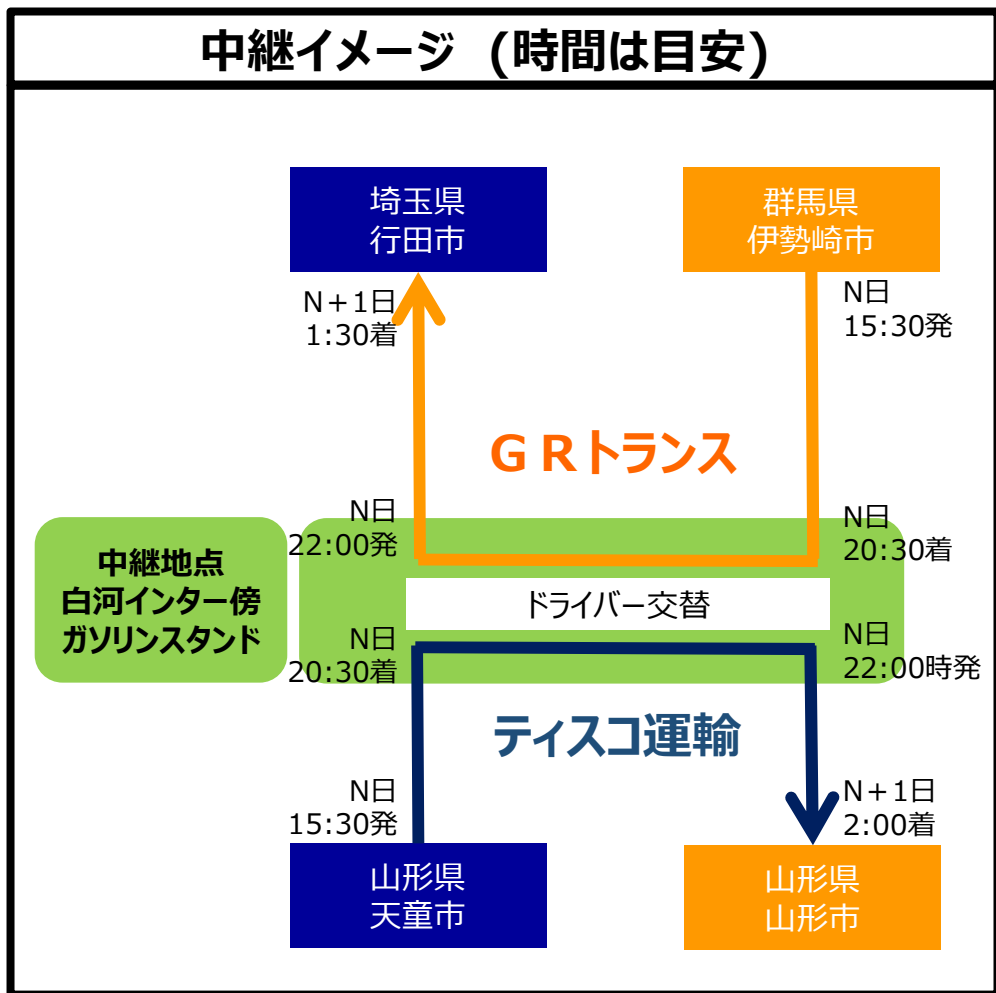 中継イメージ (時間は目安)
埼玉県
行田市
群馬県
伊勢崎市
N+1日
1:30着
N日
15:30発
GRトランス
N日
22:00発
N日
20:30着
中継地点
白河インター傍
ガソリンスタンド
ドライバー交替
N日
20:30着
N日
22:00時発
ティスコ運輸
N日
15:30発
N+1日
2:00着
山形県
天童市
山形県
山形市